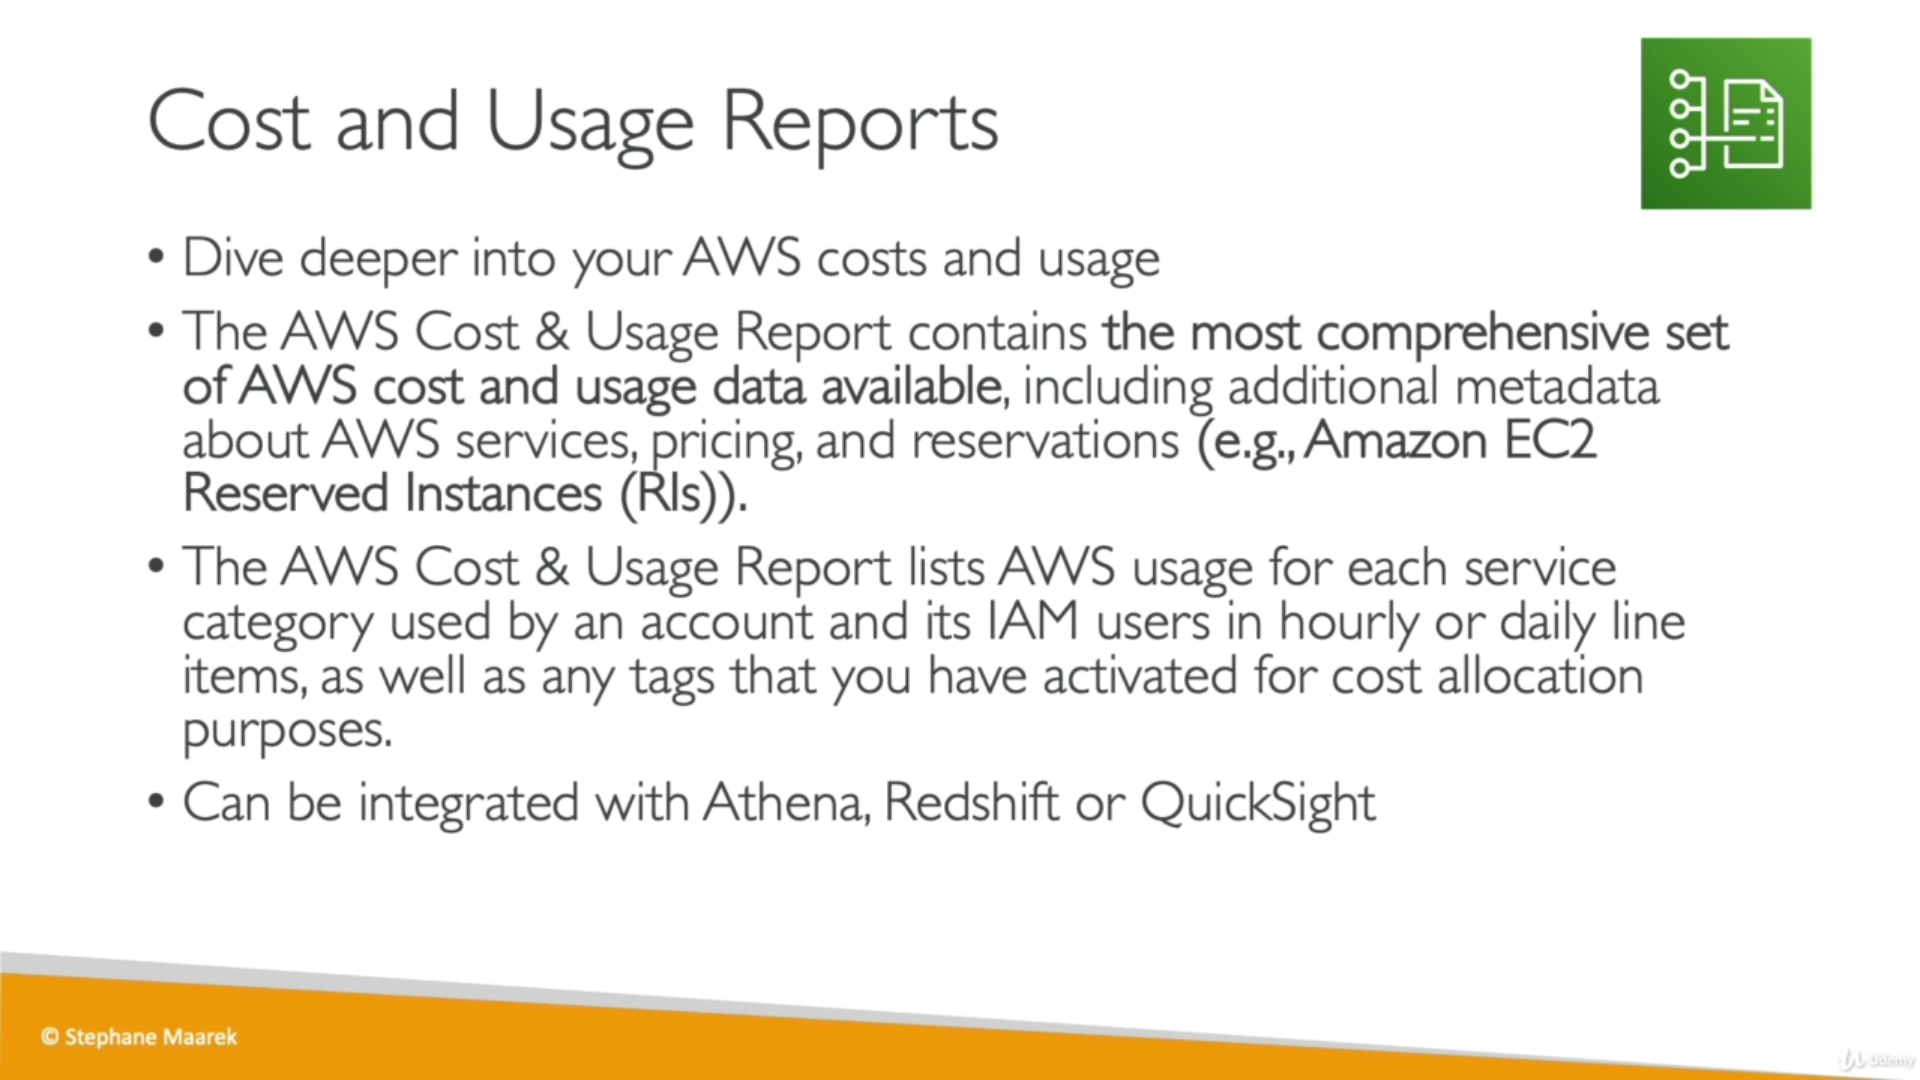 Cost and Usage Reports
• Dive deeper into your AWS costs and usage
• The AWS Cost & Usage Report contains the most comprehensive set
of AWS cost and usage data available, including additional metadata
about AWS services, pricing, and reservations (e.g., Amazon EC2
Reserved Instances (RIs)).
• The AWS Cost & Usage Report lists AWS usage for each service
category used by an account and its IAM users in hourly or daily line
items, as well as any tags that you have activated for cost allocation
purposes.
• Can be integrated with Athena, Redshift or QuickSight
© Stephane Maarek
Udemy